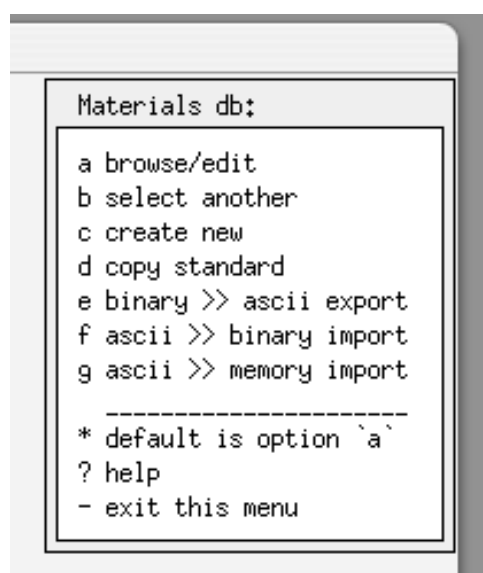 Materials db:
a browse/edit
b select another
c create new
d copy standard
e binary >> ascii export
f ascii >> binary import
g ascii >> memory import
______________________
* default is option `a`
? help
- exit this menu